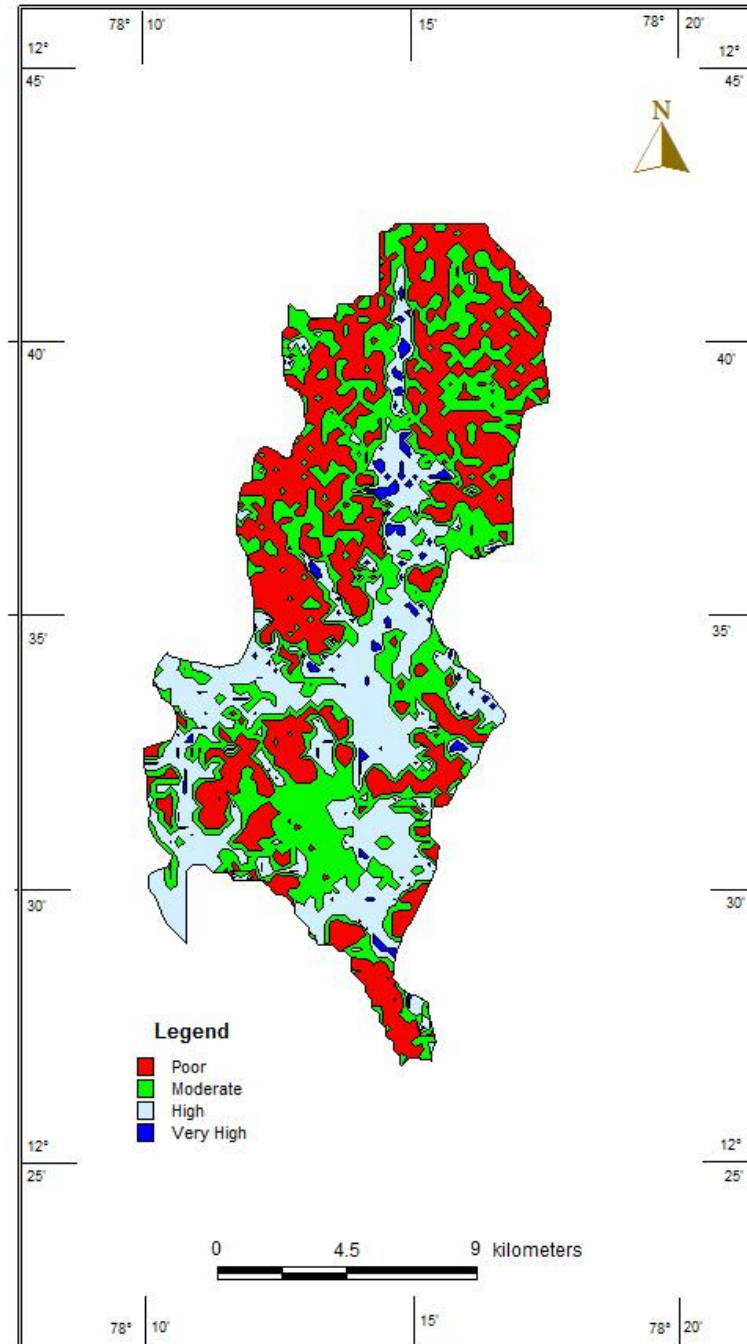 78° 10' 15' 78° 20'
12° 12°
45' 45'
N
40' 40'
35' 35'
30' 30'
Legend
Poor
Moderate
High
Very High
12° 12°
25' 25'
0 4.5 9 kilometers
78° 10' 15' 78° 20'